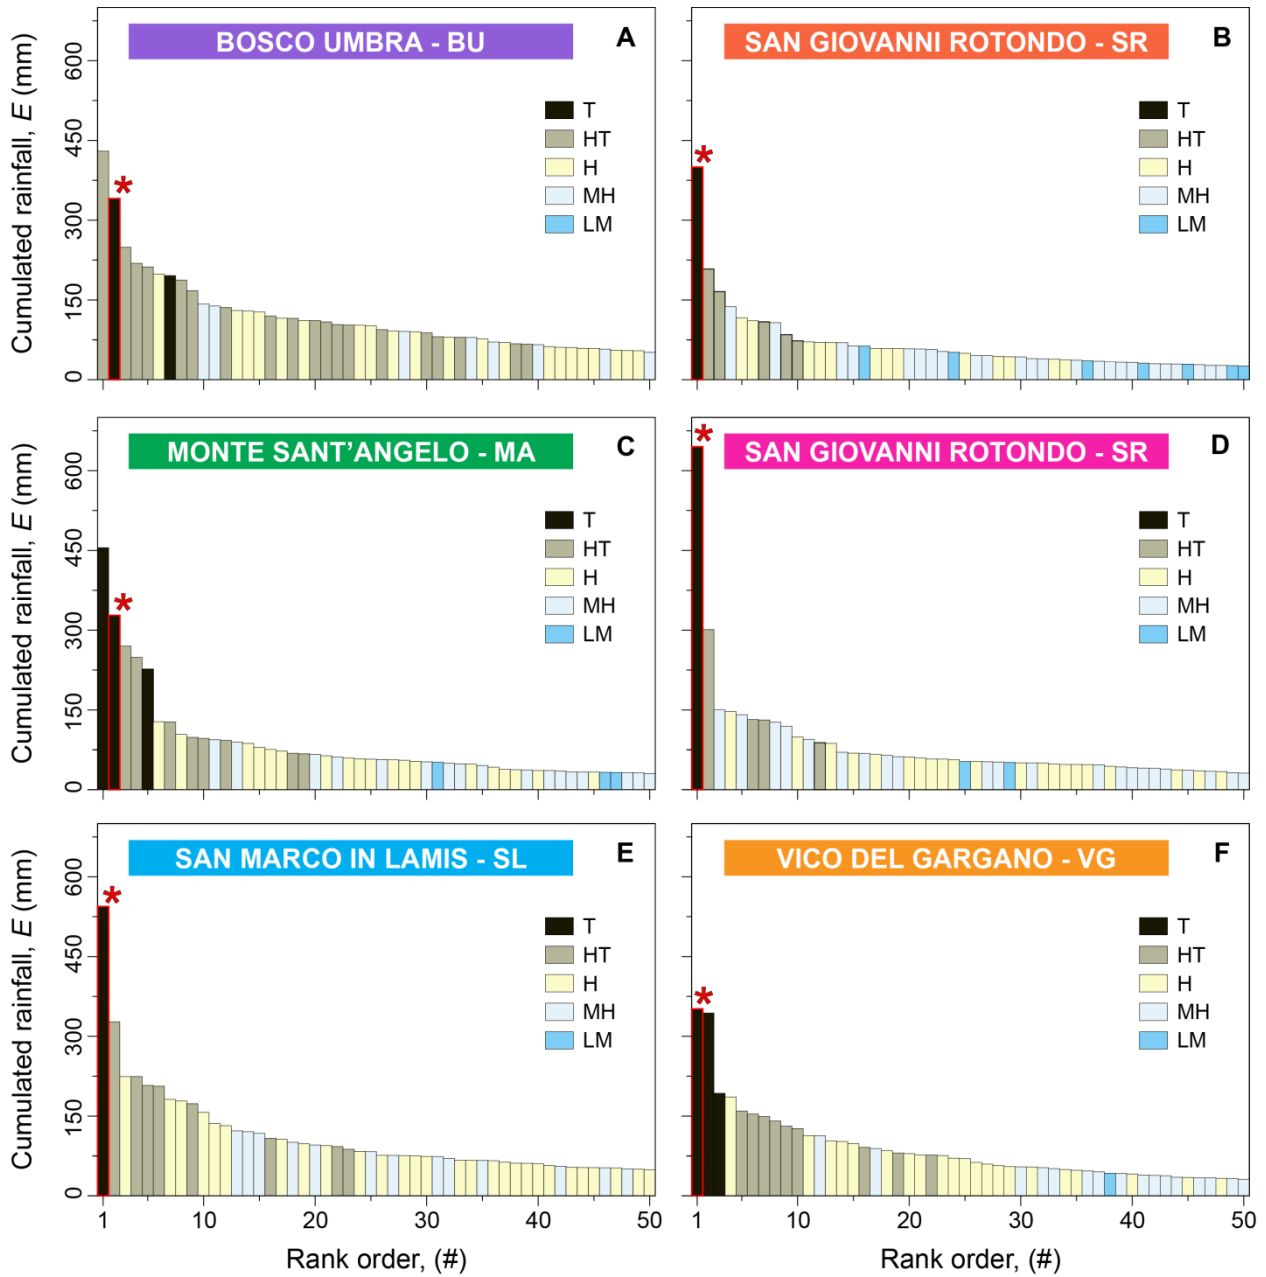 BOSCO UMBRA - BU
A
Cumulated rainfall, E (mm)
600
450
300
150
0
T
HT
H
MH
LM
*
SAN GIOVANNI ROTONDO - SR
B
T
HT
H
MH
LM
*
MONTE SANT’ANGELO - MA
C
Cumulated rainfall, E (mm)
600
450
300
150
0
T
HT
H
MH
LM
*
SAN GIOVANNI ROTONDO - SR
D
T
HT
H
MH
LM
*
SAN MARCO IN LAMIS - SL
E
Cumulated rainfall, E (mm)
600
450
300
150
0
T
HT
H
MH
LM
*
1 10 20 30 40 50
Rank order, (#)
VICO DEL GARGANO - VG
F
T
HT
H
MH
LM
*
1 10 20 30 40 50
Rank order, (#)